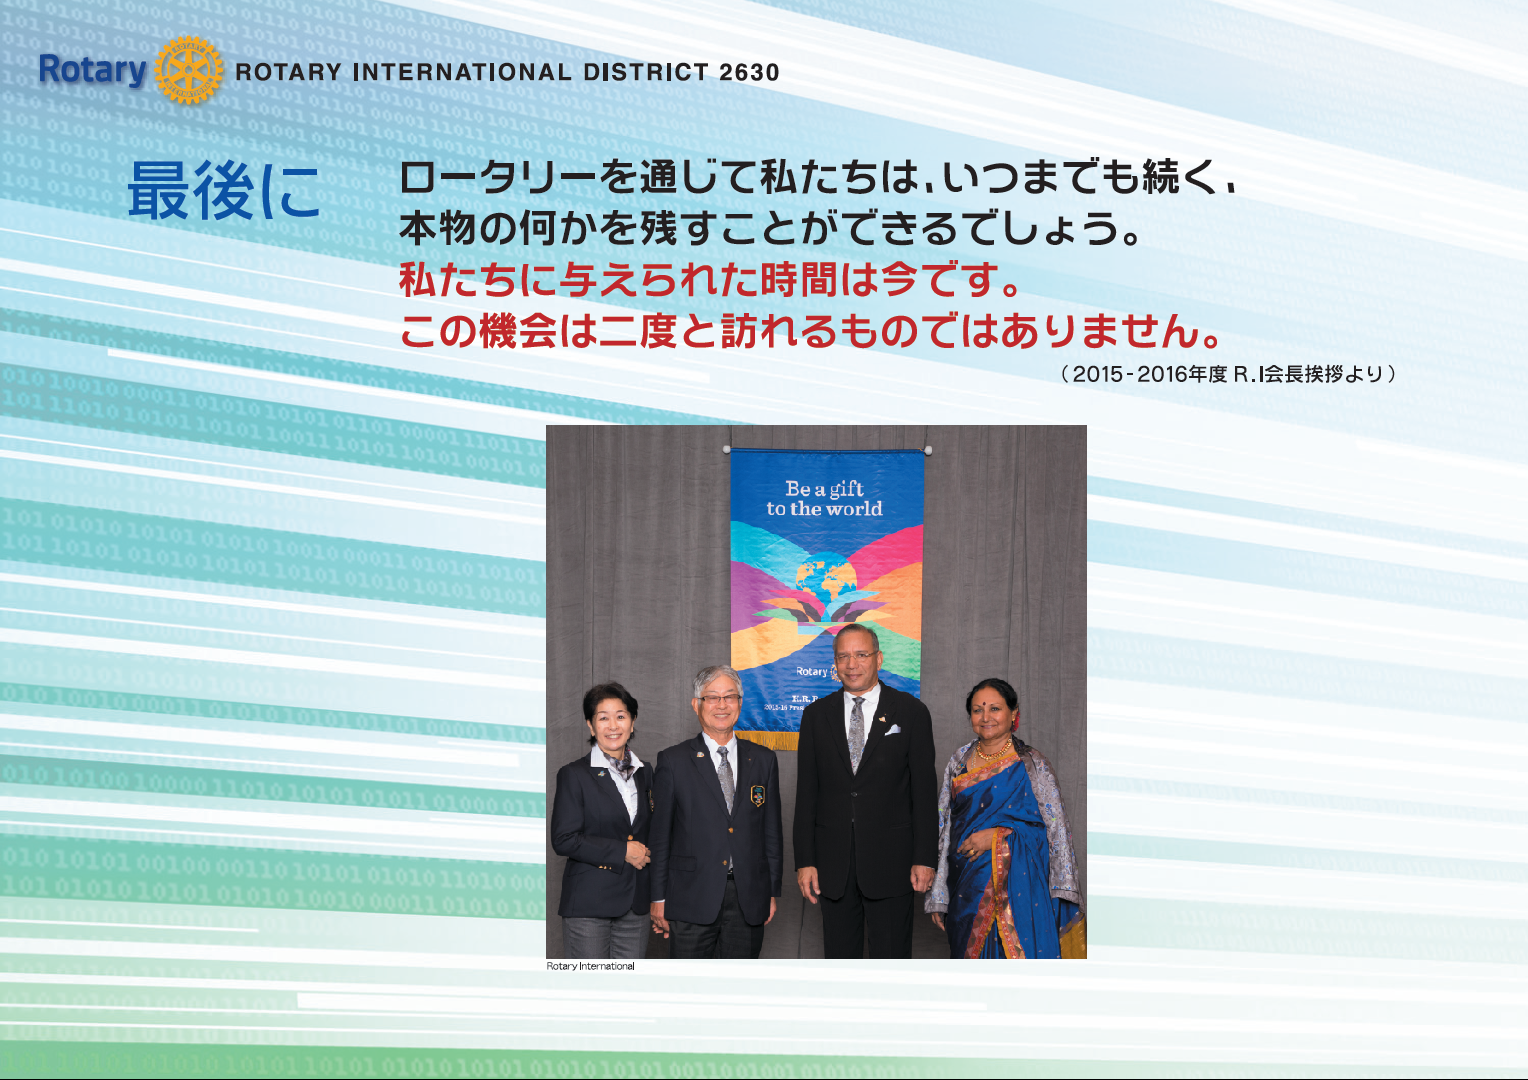 Rotary ROTARY INTERNATIONAL DISTRICT 2630
最後に
ロータリーを通じて私たちは、いつまでも続く、
本物の何かを残すことができるでしょう。
私たちに与えられた時間は今です。
この機会は二度と訪れるものではありません。
（2015-2016年度 R.I会長挨拶より）
Be a gift
to the world
Rotary
Rotary International